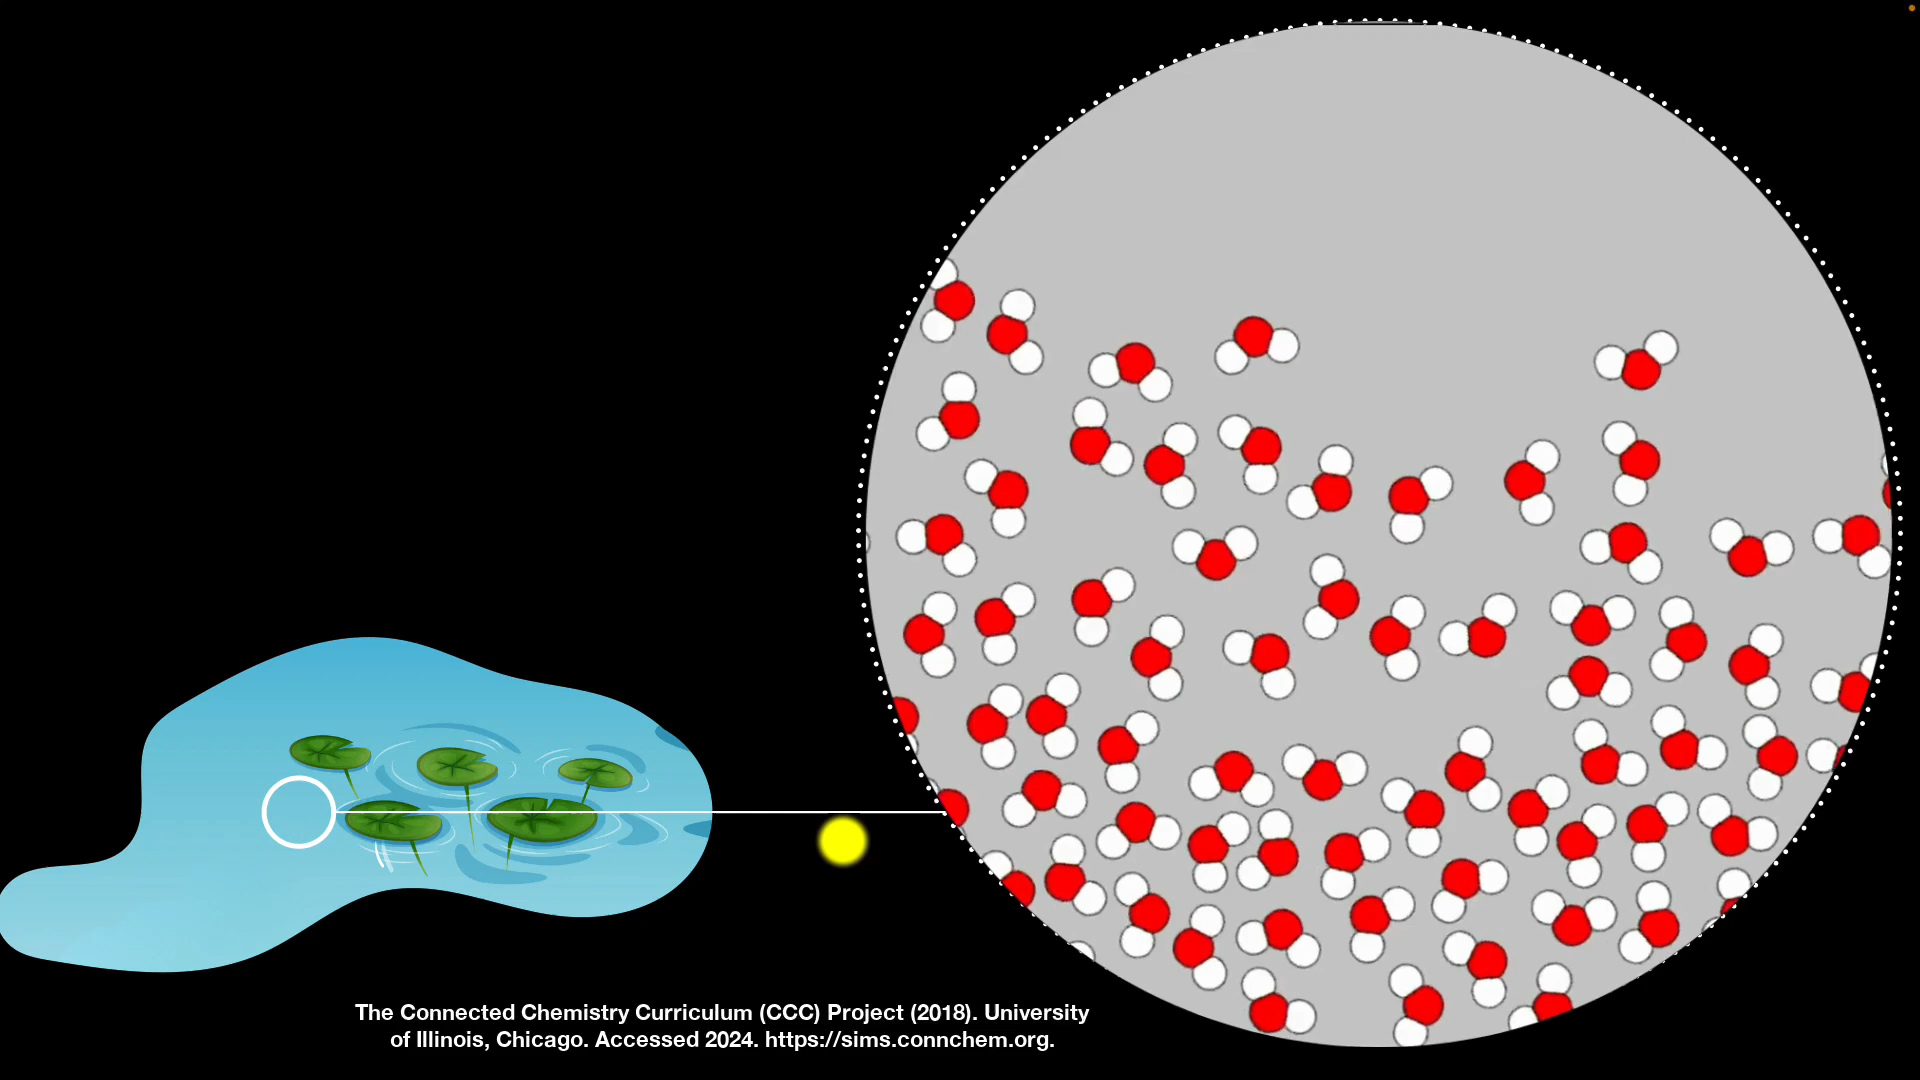 The Connected Chemistry Curriculum (CCC) Project (2018). University
of Illinois, Chicago. Accessed 2024. https://sims.connchem.org.